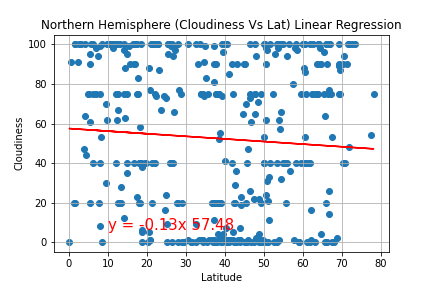 Northern Hemisphere (Cloudiness Vs Lat) Linear Regression
Cloudiness
100
80
60
40
20
0
y = -0.13x 57.48
0 10 20 30 40 50 60 70 80
Latitude